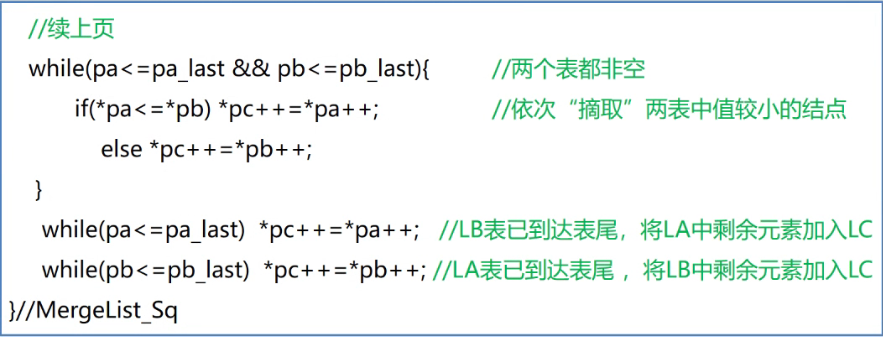 //续上页
while(pa<=pa_last && pb<=pb_last){ //两个表都非空
if(*pa<=*pb) *pc++=*pa++; //依次“摘取”两表中值较小的结点
else *pc++=*pb++;
}
while(pa<=pa_last) *pc++=*pa++; //LB表已到达表尾，将LA中剩余元素加入LC
while(pb<=pb_last) *pc++=*pb++; //LA表已到达表尾 ，将LB中剩余元素加入LC
}//MergeList_Sq